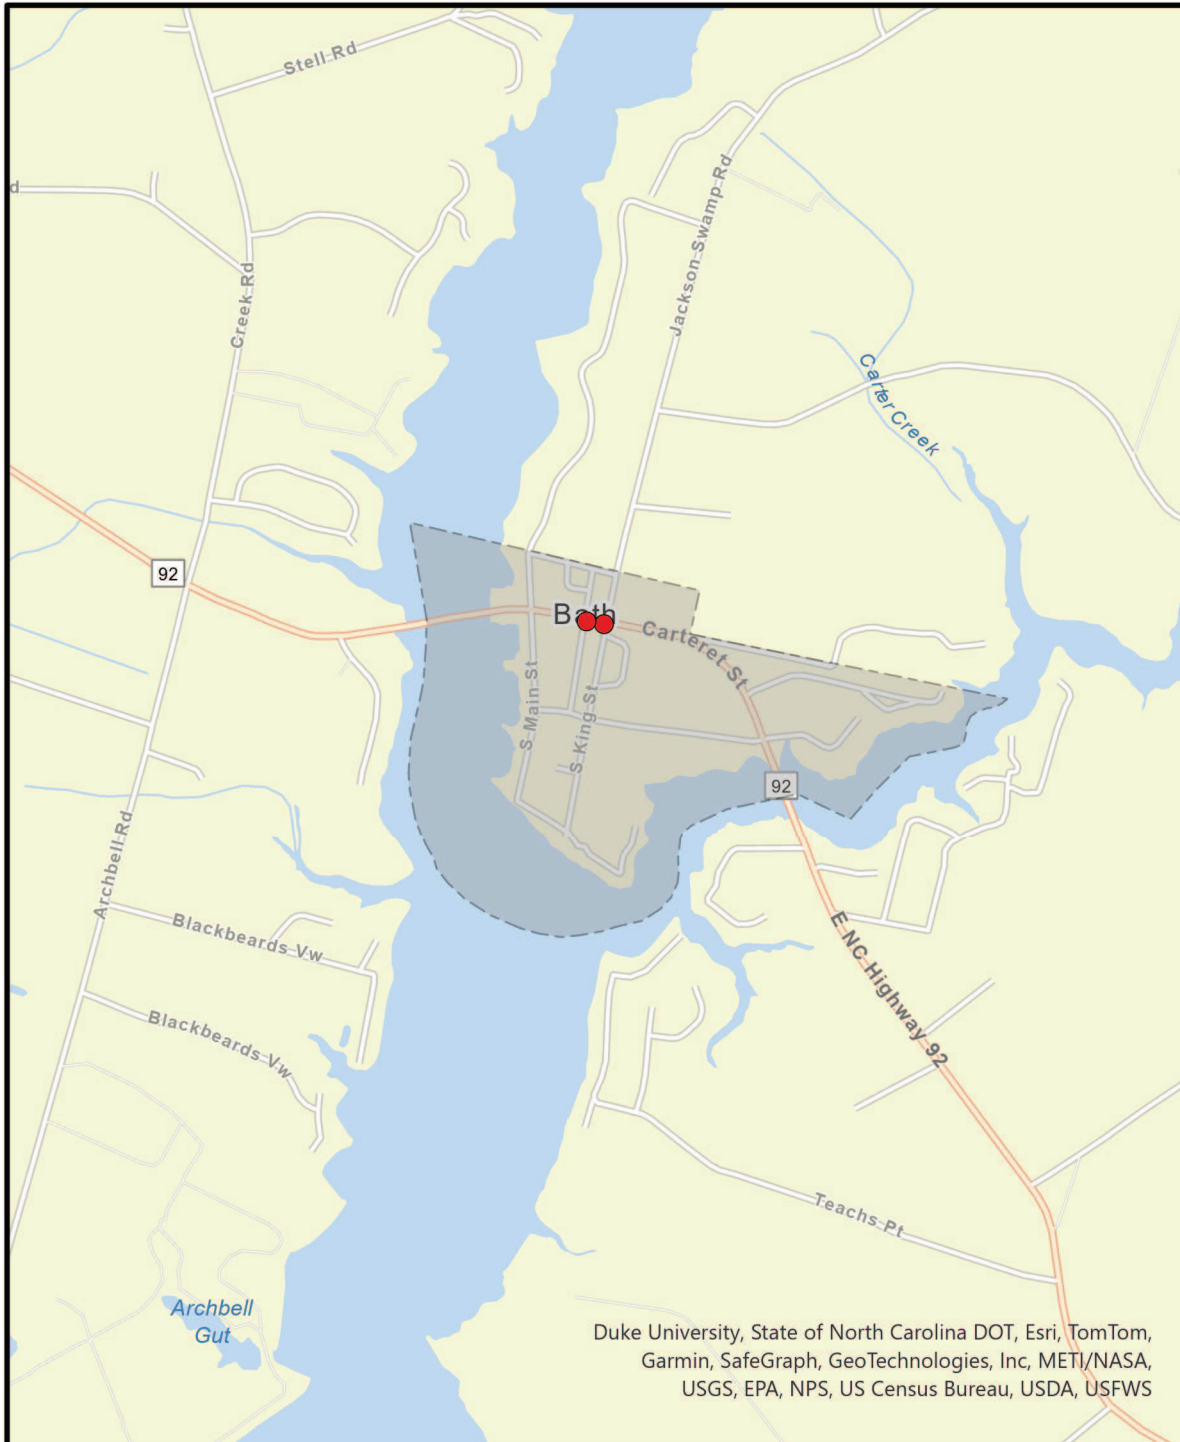 Stell Rd
d
Jackson Swamp Rd
Creek Rd
Carter Creek
92
Bath
Carteret St
S Main St
S King St
92
Archbell Rd
Blackbeards Vw
E NC Highway 92
Blackbeards Vw
Teachs Pt
Archbell
Gut
Duke University, State of North Carolina DOT, Esri, TomTom,
Garmin, SafeGraph, GeoTechnologies, Inc, METI/NASA,
USGS, EPA, NPS, US Census Bureau, USDA, USFWS